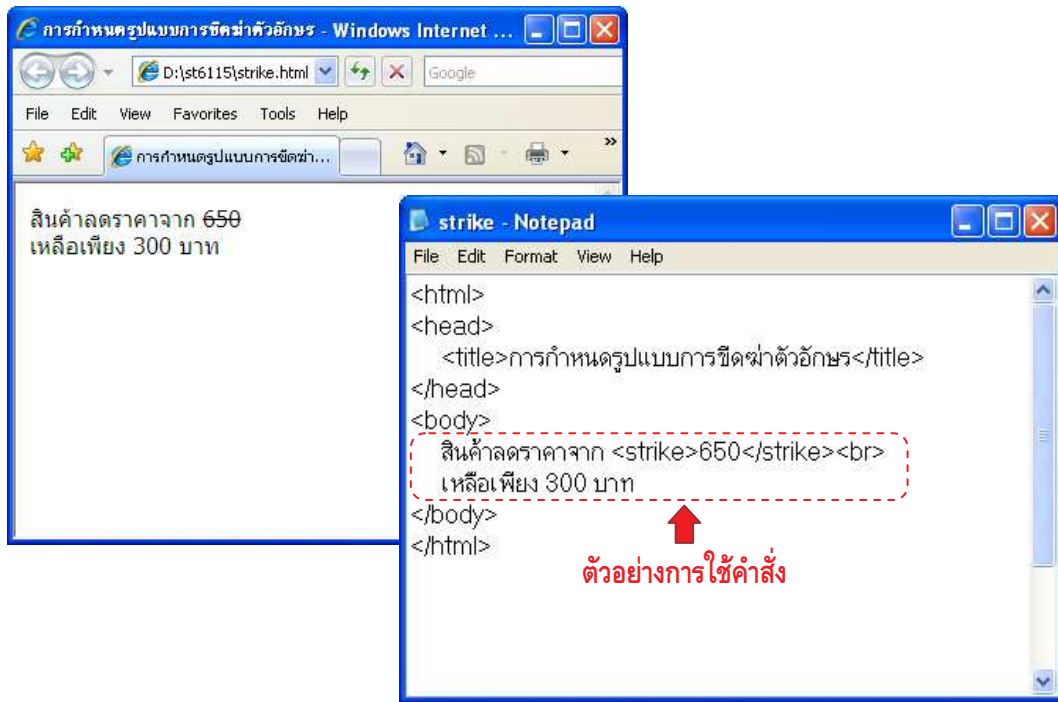 การกำหนดรูปแบบการขีดฆ่าตัวอักษร - Windows Internet ...
D:\st6115\strike.html
Google
File Edit View Favorites Tools Help
การกำหนดรูปแบบการขีดฆ่า...
สินค้าลดราคาจาก 650
เหลือเพียง 300 บาท
strike - Notepad
File Edit Format View Help
<html>
<head>
<title>การกำหนดรูปแบบการขีดฆ่าตัวอักษร</title>
</head>
<body>
สินค้าลดราคาจาก <strike>650</strike><br>
เหลือเพียง 300 บาท
</body>
</html>
ตัวอย่างการใช้คำสั่ง